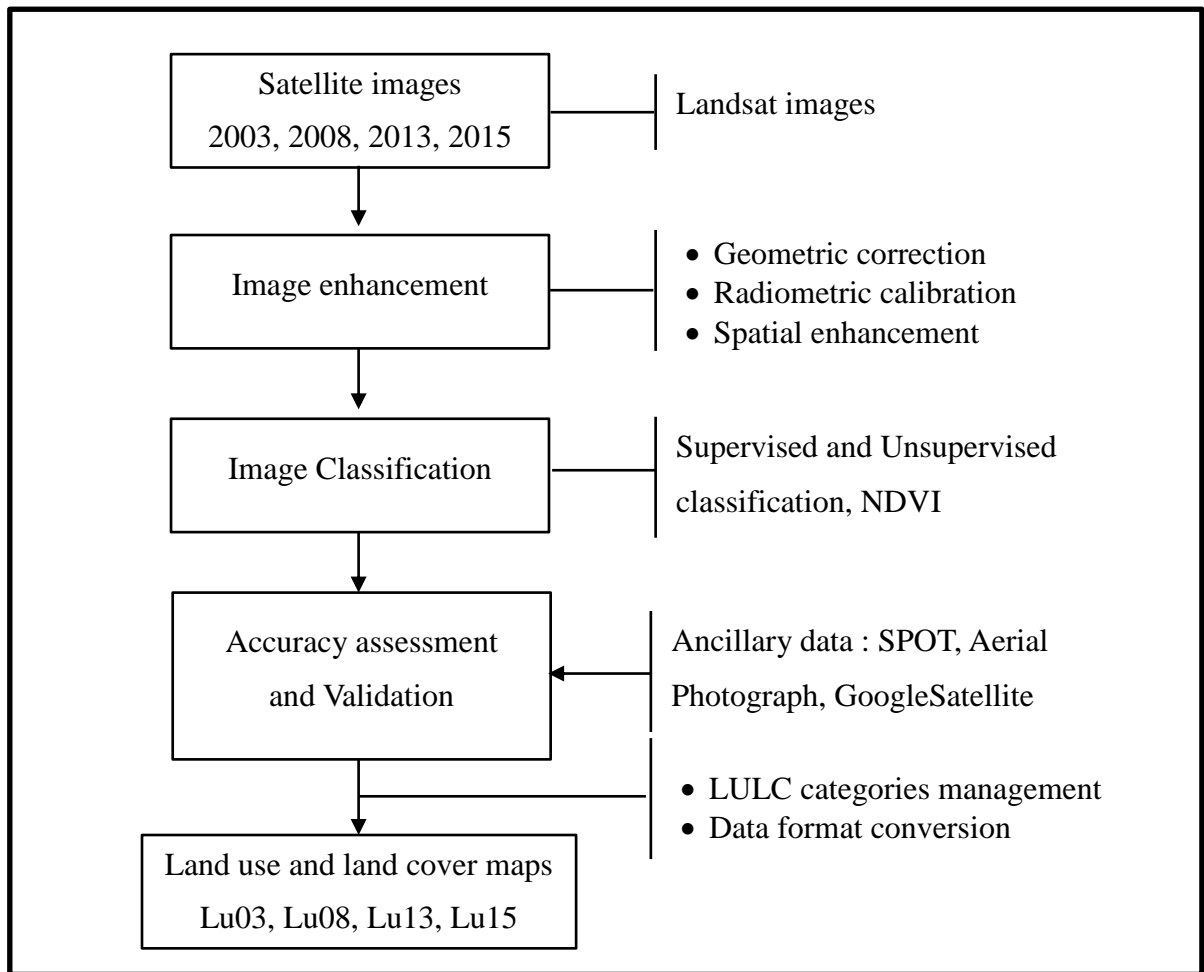 Satellite images
2003, 2008, 2013, 2015
Landsat images
Image enhancement
• Geometric correction
• Radiometric calibration
• Spatial enhancement
Image Classification
Supervised and Unsupervised
classification, NDVI
Accuracy assessment
and Validation
Ancillary data : SPOT, Aerial
Photograph, GoogleSatellite
• LULC categories management
• Data format conversion
Land use and land cover maps
Lu03, Lu08, Lu13, Lu15